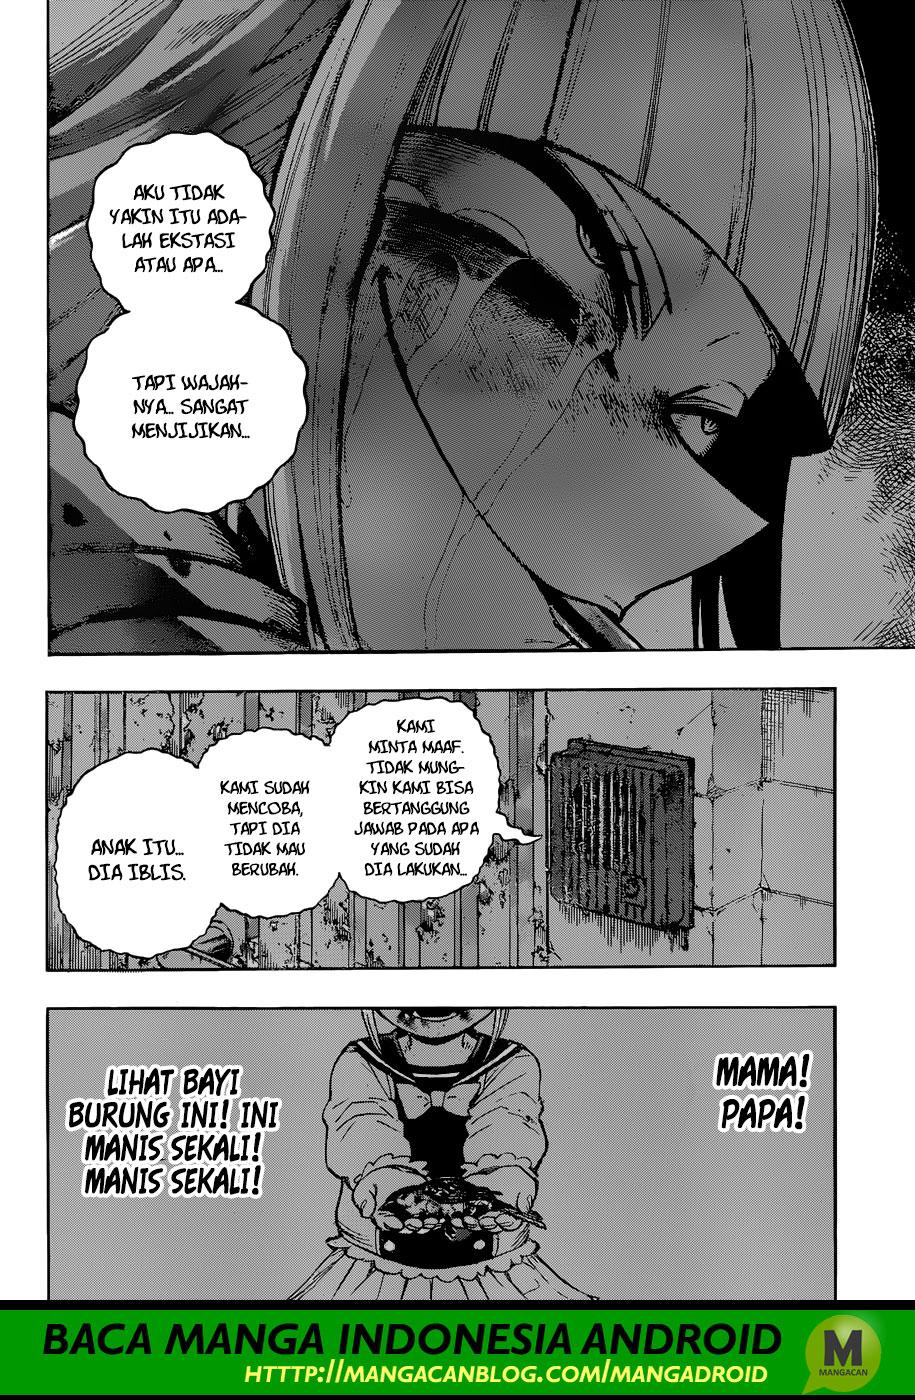 AKU TIDAK
YAKIN ITU ADA-
LAH EKSTASI
ATAU APA...
TAPI WAJAH-
NYA... SANGAT
MENJIJIKAN...
KAMI
MINTA MAAF.
TIDAK MUNG-
KIN KAMI BISA
BERTANGGUNG
JAWAB PADA APA
YANG SUDAH
DIA LAKUKAN...
KAMI SUDAH
MENCOBA,
TAPI DIA
TIDAK MAU
BERUBAH.
ANAK ITU...
DIA IBLIS.
MAMA!
PAPA!
LIHAT BAYI
BURUNG INI! INI
MANIS SEKALI!
MANIS SEKALI!
BACA MANGA INDONESIA ANDROID
HTTTP://MANGACANBLOG.COM/MANGADROID
M
MANGACAN